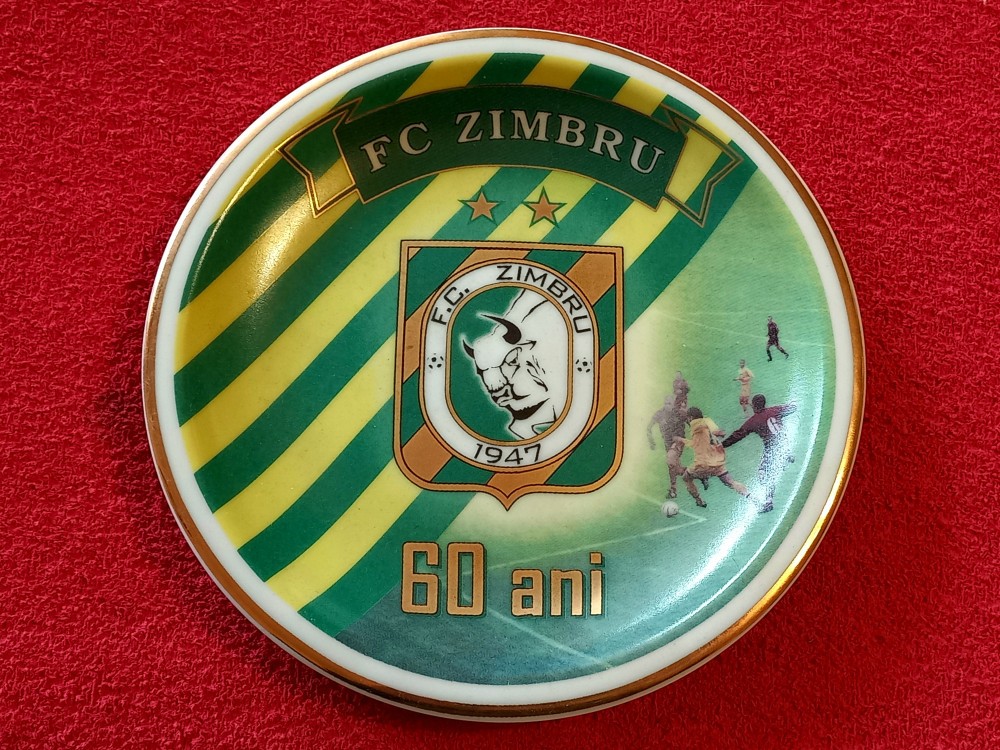 FC ZIMBRU
F.C. ZIMBRU
1947
60 ani